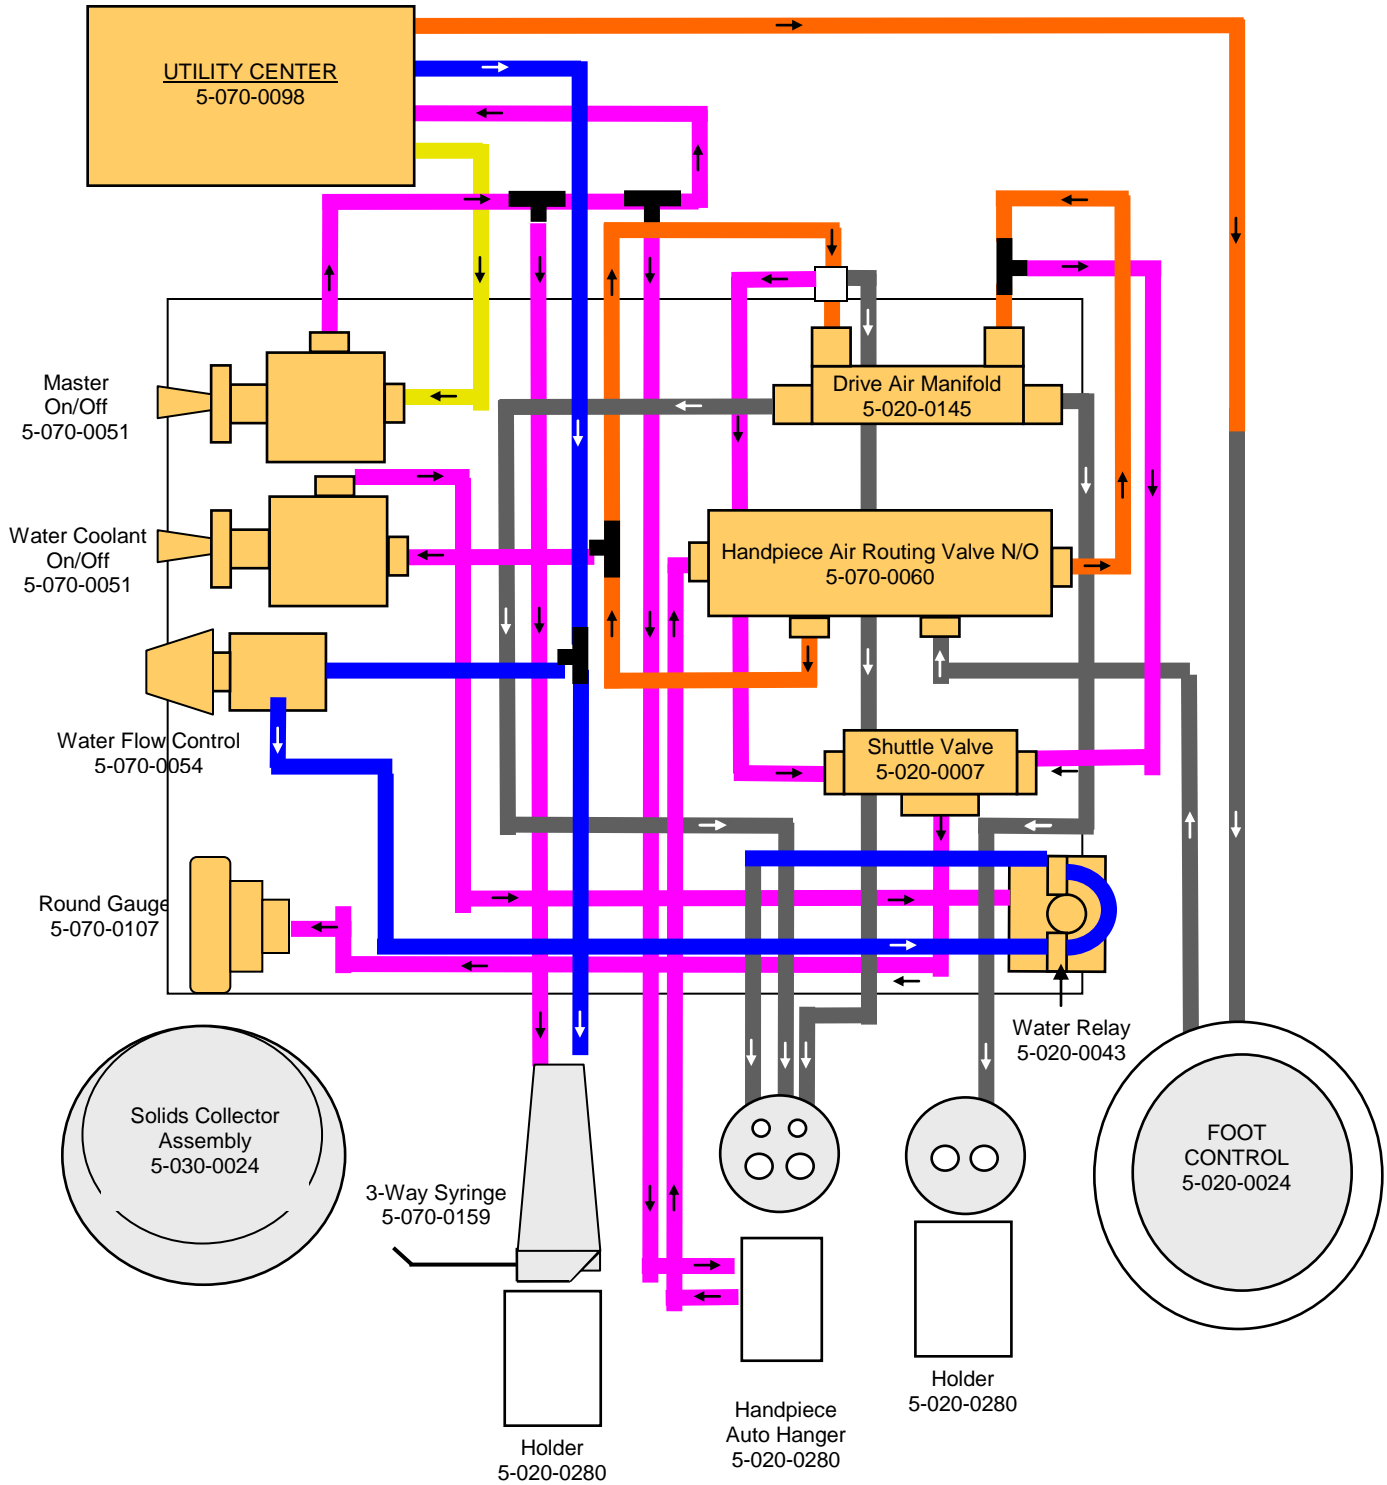 UTILITY CENTER
5-070-0098
Master
On/Off
5-070-0051
Drive Air Manifold
5-020-0145
Water Coolant
On/Off
5-070-0051
Handpiece Air Routing Valve N/O
5-070-0060
Water Flow Control
5-070-0054
Shuttle Valve
5-020-0007
Round Gauge
5-070-0107
Water Relay
5-020-0043
Solids Collector
Assembly
5-030-0024
FOOT
CONTROL
5-020-0024
3-Way Syringe
5-070-0159
Holder
5-020-0280
Handpiece
Auto Hanger
5-020-0280
Holder
5-020-0280